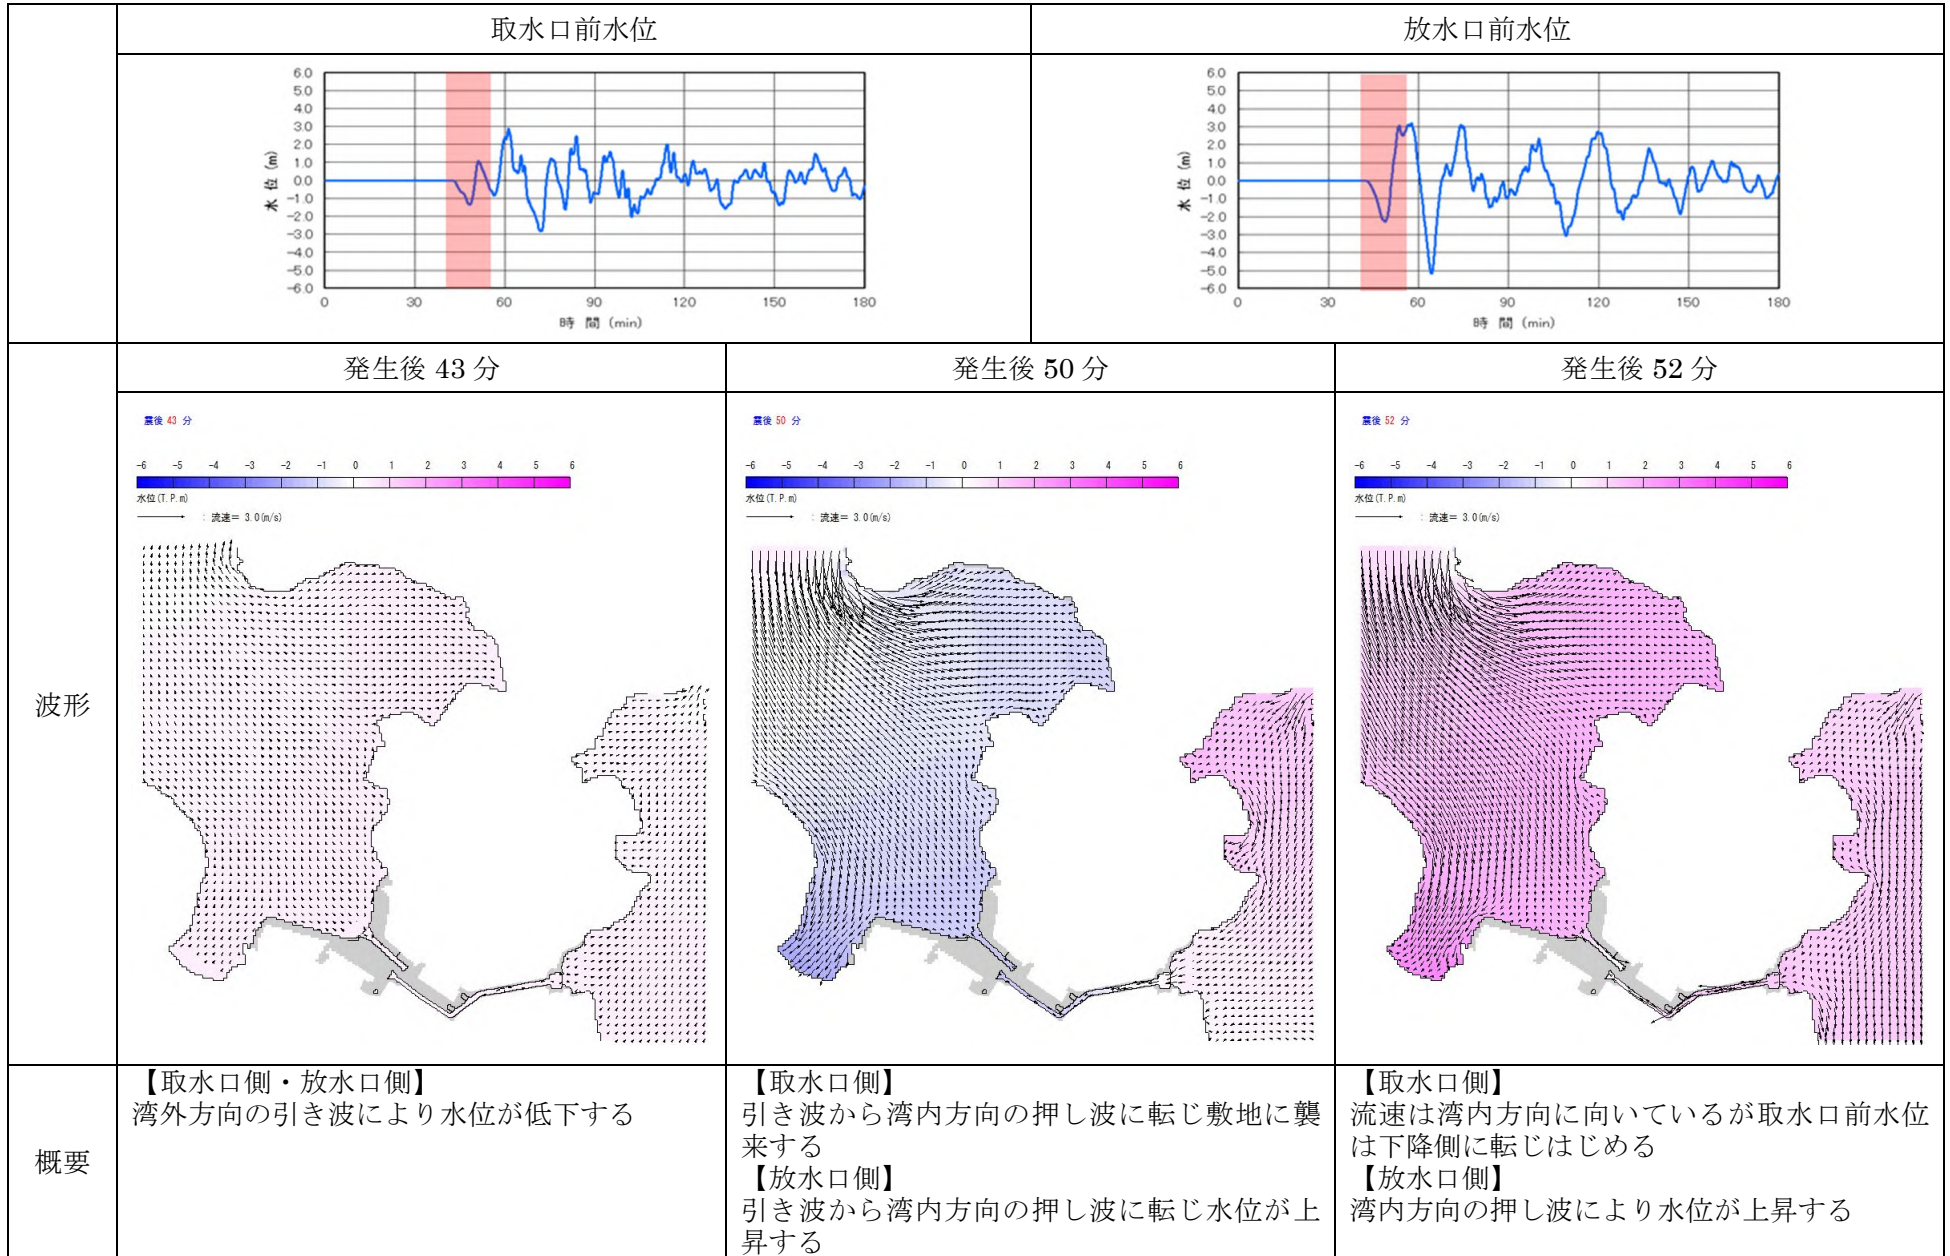 取水口前水位
放水口前水位
6.0
5.0
4.0
3.0
2.0
1.0
0.0
-1.0
-2.0
-3.0
-4.0
-5.0
-6.0
水 位 (m)
0 30 60 90 120 150 180
時 間 (min)
6.0
5.0
4.0
3.0
2.0
1.0
0.0
-1.0
-2.0
-3.0
-4.0
-5.0
-6.0
水 位 (m)
0 30 60 90 120 150 180
時 間 (min)
波形
発生後 43 分
発生後 50 分
発生後 52 分
震後 43 分
-6 -5 -4 -3 -2 -1 0 1 2 3 4 5 6
水位(T.P.m)
: 流速= 3.0(m/s)
震後 50 分
-6 -5 -4 -3 -2 -1 0 1 2 3 4 5 6
水位(T.P.m)
: 流速= 3.0(m/s)
震後 52 分
-6 -5 -4 -3 -2 -1 0 1 2 3 4 5 6
水位(T.P.m)
: 流速= 3.0(m/s)
概要
【取水口側・放水口側】
湾外方向の引き波により水位が低下する
【取水口側】
引き波から湾内方向の押し波に転じ敷地に襲
来する
【放水口側】
引き波から湾内方向の押し波に転じ水位が上
昇する
【取水口側】
流速は湾内方向に向いているが取水口前水位
は下降側に転じはじめる
【放水口側】
湾内方向の押し波により水位が上昇する